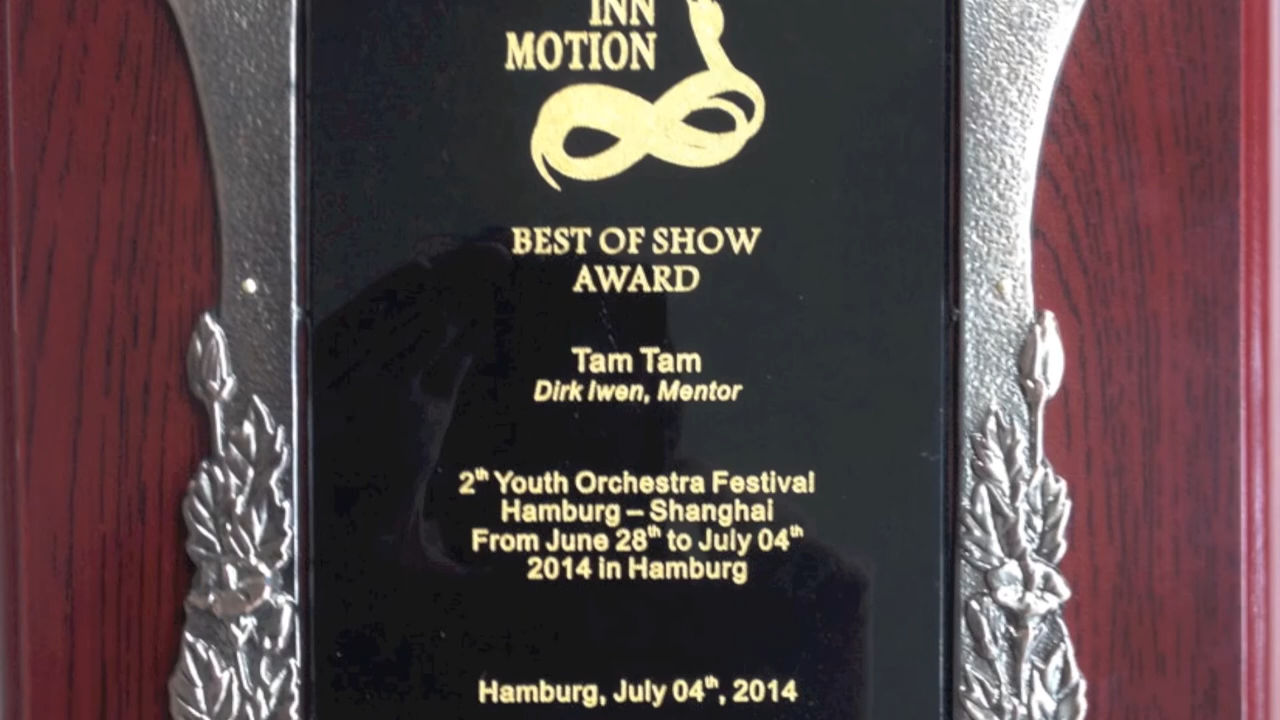 INN
MOTION
BEST OF SHOW
AWARD
Tam Tam
Dirk Iwen, Mentor
2th Youth Orchestra Festival
Hamburg – Shanghai
From June 28th to July 04th
2014 in Hamburg
Hamburg, July 04th, 2014